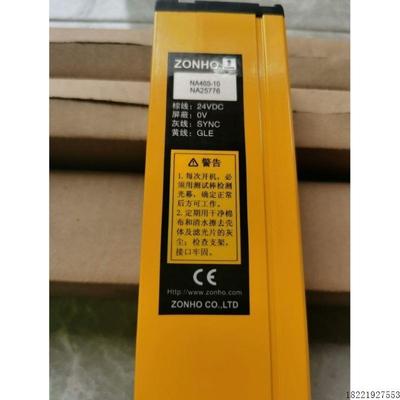 ZONHO
NA465-10
NA25776
棕线: 24VDC
屏蔽: 0V
灰线: SYNC
黄线: GLE
警告
1、每次开机,必
须用测试棒检测
光幕,确定正常
后方可工作。
2、定期用干净棉
布和清水擦去壳
体及滤光片的灰
尘;检查支架,
接口牢固。
CE
Http://www.zonho.com
ZONHO CO.,LTD
18221927553